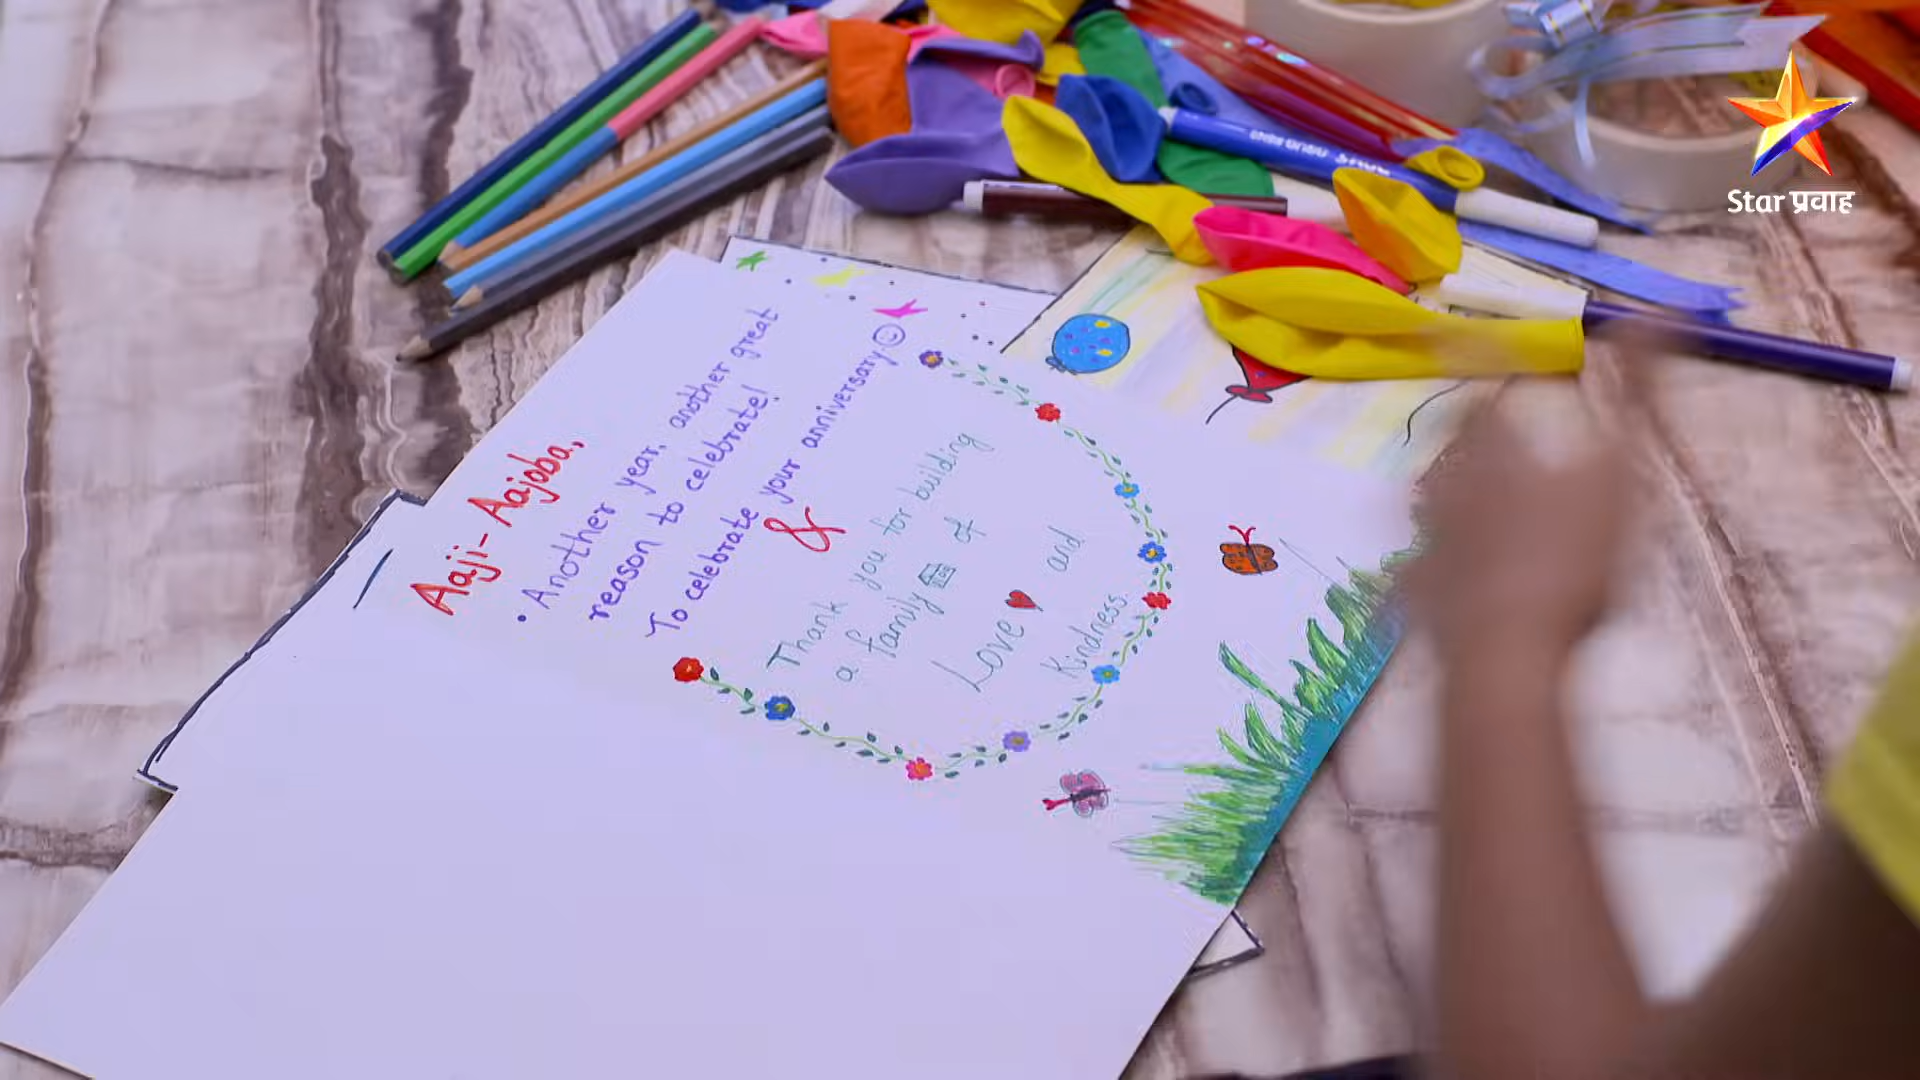 Aaji - Aajoba,
• Another year, another great
reason to celebrate!
To celebrate your anniversary
&
Thank you for building
a family of
Love and
Kindness.
Star प्रवाह